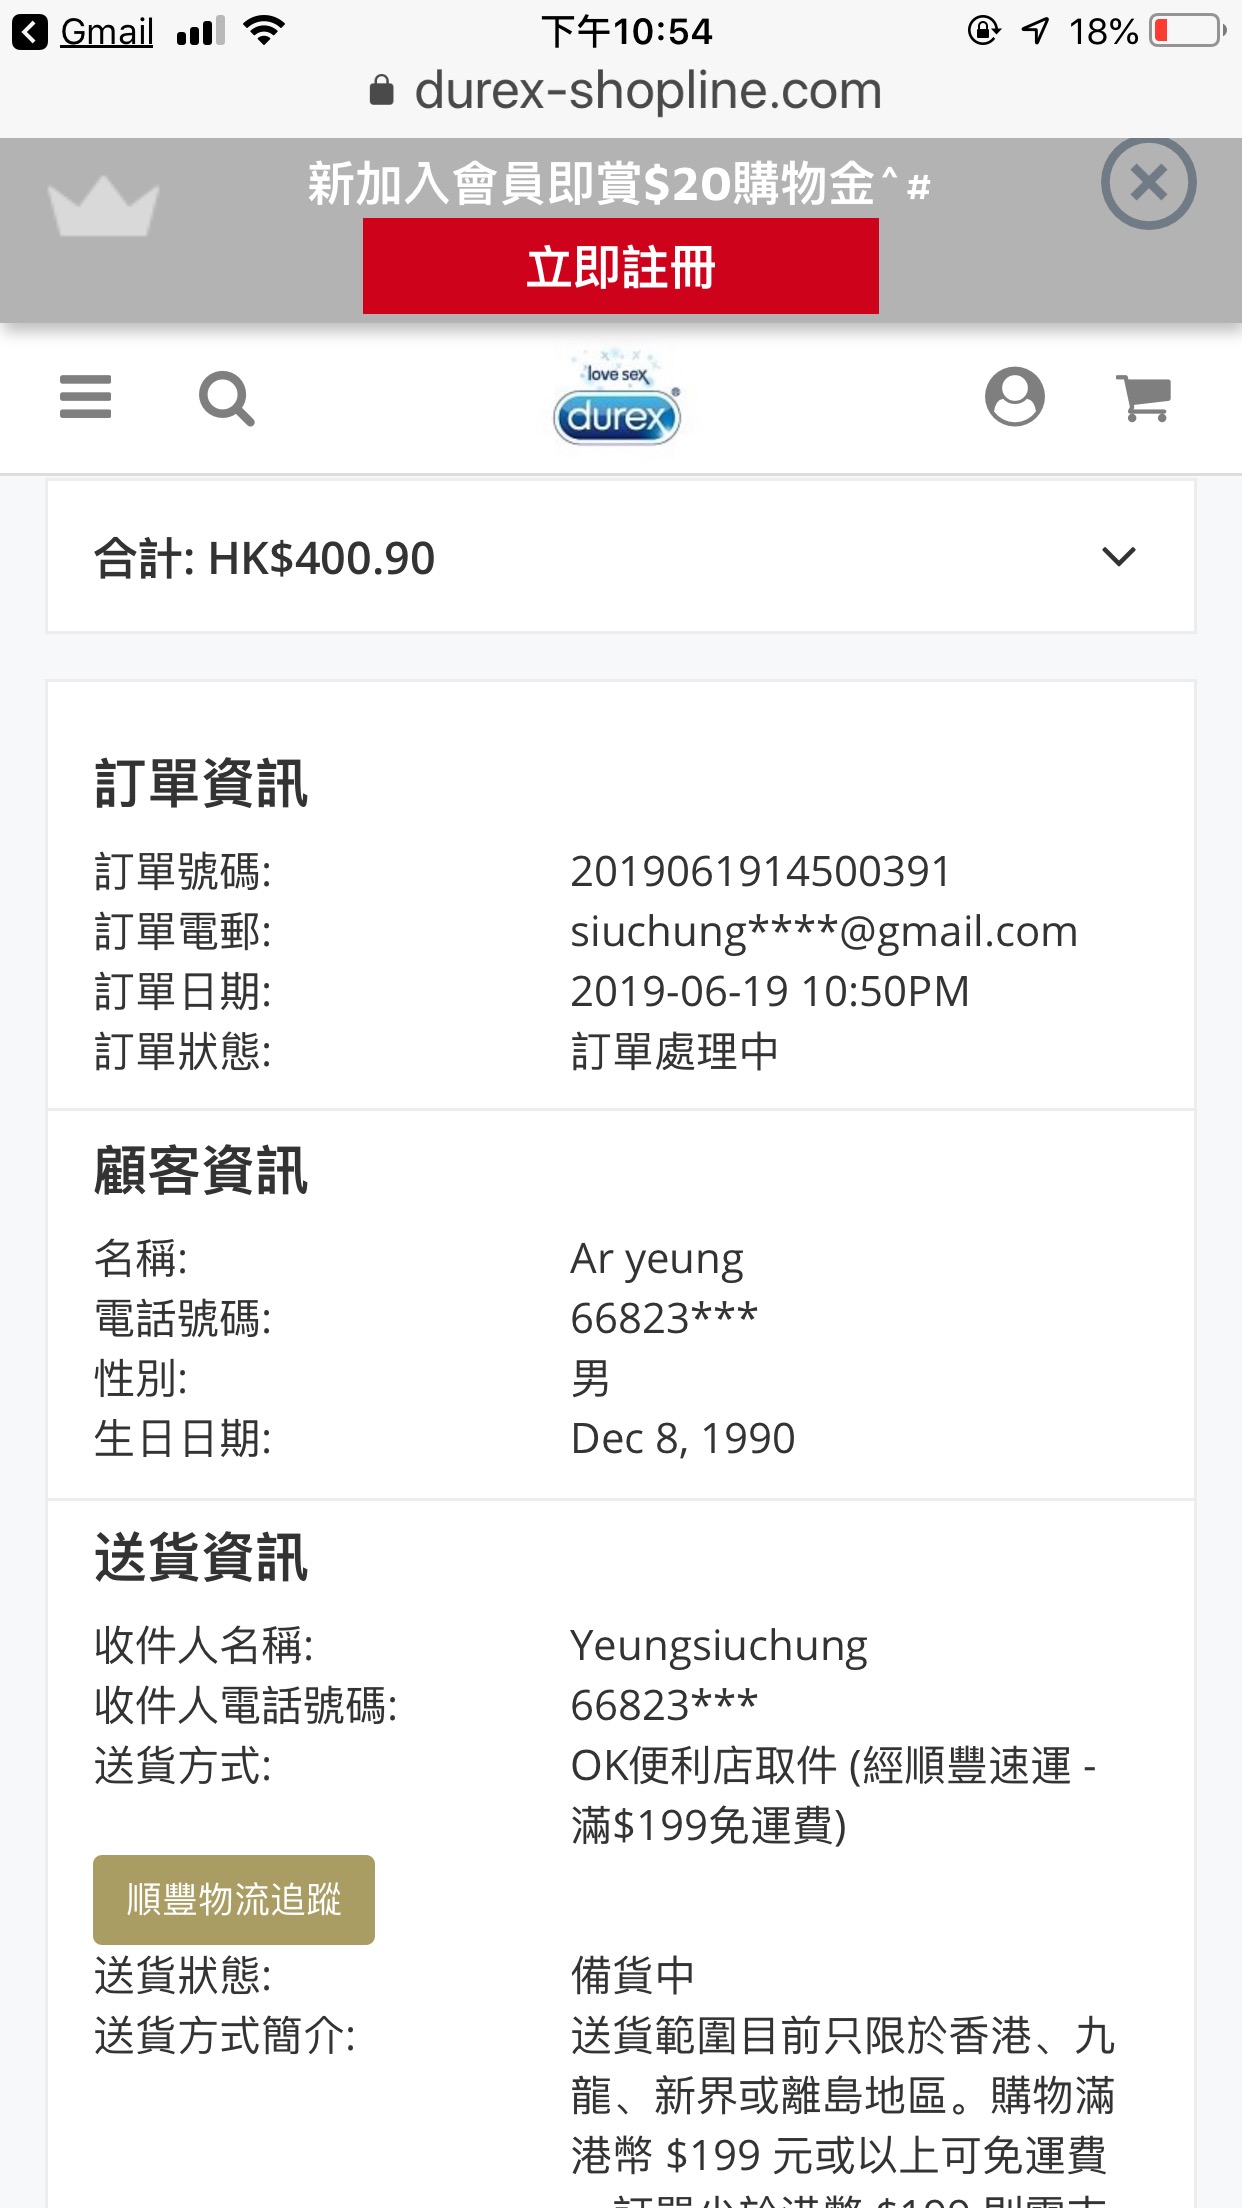 Gmail
下午10:54
18%
durex-shopline.com
新加入會員即賞$20購物金^ #
立即註冊
love sex
durex®
合計: HK$400.90
訂單資訊
訂單號碼: 2019061914500391
訂單電郵: siuchung****@gmail.com
訂單日期: 2019-06-19 10:50PM
訂單狀態: 訂單處理中
顧客資訊
名稱: Ar yeung
電話號碼: 66823***
性別: 男
生日日期: Dec 8, 1990
送貨資訊
收件人名稱: Yeungsiuchung
收件人電話號碼: 66823***
送貨方式: OK便利店取件 (經順豐速運 -
滿$199免運費)
順豐物流追蹤
送貨狀態: 備貨中
送貨方式簡介: 送貨範圍目前只限於香港、九
龍、新界或離島地區。購物滿
港幣 $199 元或以上可免運費